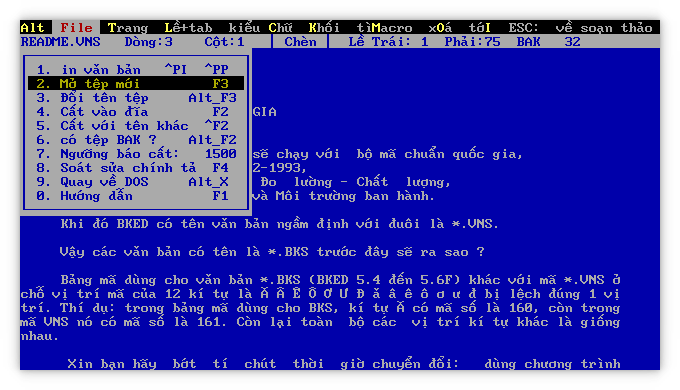 Alt File Trang Lề+tab kiểu Chữ Khối tìMacro xOá tớI ESC: về soạn thảo
README.VNS Dòng:3 Cột:1 Chèn Lề Trái: 1 Phải:75 BAK 32
1. in văn bản ^PI ^PP
2. Mở tệp mới F3
3. Đổi tên tệp Alt_F3
4. Cất vào đĩa F2
GIA
5. Cất với tên khác ^F2
6. có tệp BAK ? Alt_F2
7. Ngưỡng báo cất: 1500
sẽ chạy với bộ mã chuẩn quốc gia,
8. Soát sửa chính tả F4
2-1993,
9. Quay về DOS Alt_X
Đo lường - Chất lượng,
0. Hướng dẫn F1
và Môi trường ban hành.
Khi đó BKED có tên văn bản ngầm định với đuôi là *.VNS.
Vậy các văn bản có tên là *.BKS trước đây sẽ ra sao ?
Bảng mã dùng cho văn bản *.BKS (BKED 5.4 đến 5.6F) khác với mã *.VNS ở
chỗ vị trí mã của 12 kí tự là Ă Â Ê Ô Ơ Ư Đ ă â ê ô ơ ư đ bị lệch đúng 1 vị
trí. Thí dụ: trong bảng mã dùng cho BKS, kí tự Ă có mã số là 160, còn trong
mã VNS nó có mã số là 161. Còn lại toàn bộ các vị trí kí tự khác là giống
nhau.
Xin bạn hãy bớt tí chút thời giờ chuyển đổi: dùng chương trình